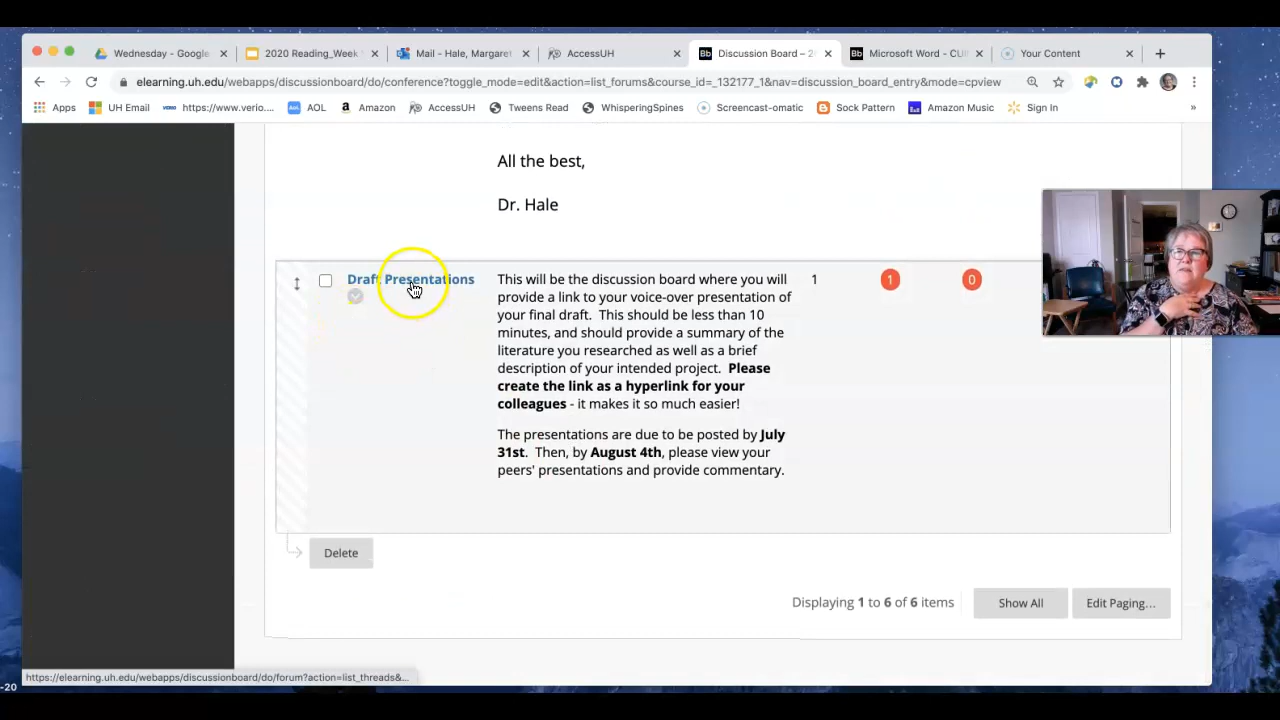 Wednesday - Google
2020 Reading_Week
Mail - Hale, Margaret
AccessUH
Discussion Board – 2
Microsoft Word - CUI
Your Content
elearning.uh.edu/webapps/discussionboard/do/conference?toggle_mode=edit&action=list_forums&course_id=_132177_1&nav=discussion_board_entry&mode=cpview
Apps
UH Email
https://www.verio...
AOL
Amazon
AccessUH
Tweens Read
WhisperingSpines
Screencast-omatic
Sock Pattern
Amazon Music
Sign In
All the best,
Dr. Hale
Draft Presentations
This will be the discussion board where you will
provide a link to your voice-over presentation of
your final draft. This should be less than 10
minutes, and should provide a summary of the
literature you researched as well as a brief
description of your intended project. Please
create the link as a hyperlink for your
colleagues - it makes it so much easier!
The presentations are due to be posted by July
31st. Then, by August 4th, please view your
peers' presentations and provide commentary.
1
1
0
Delete
Displaying 1 to 6 of 6 items
Show All
Edit Paging...
https://elearning.uh.edu/webapps/discussionboard/do/forum?action=list_threads&...
-20